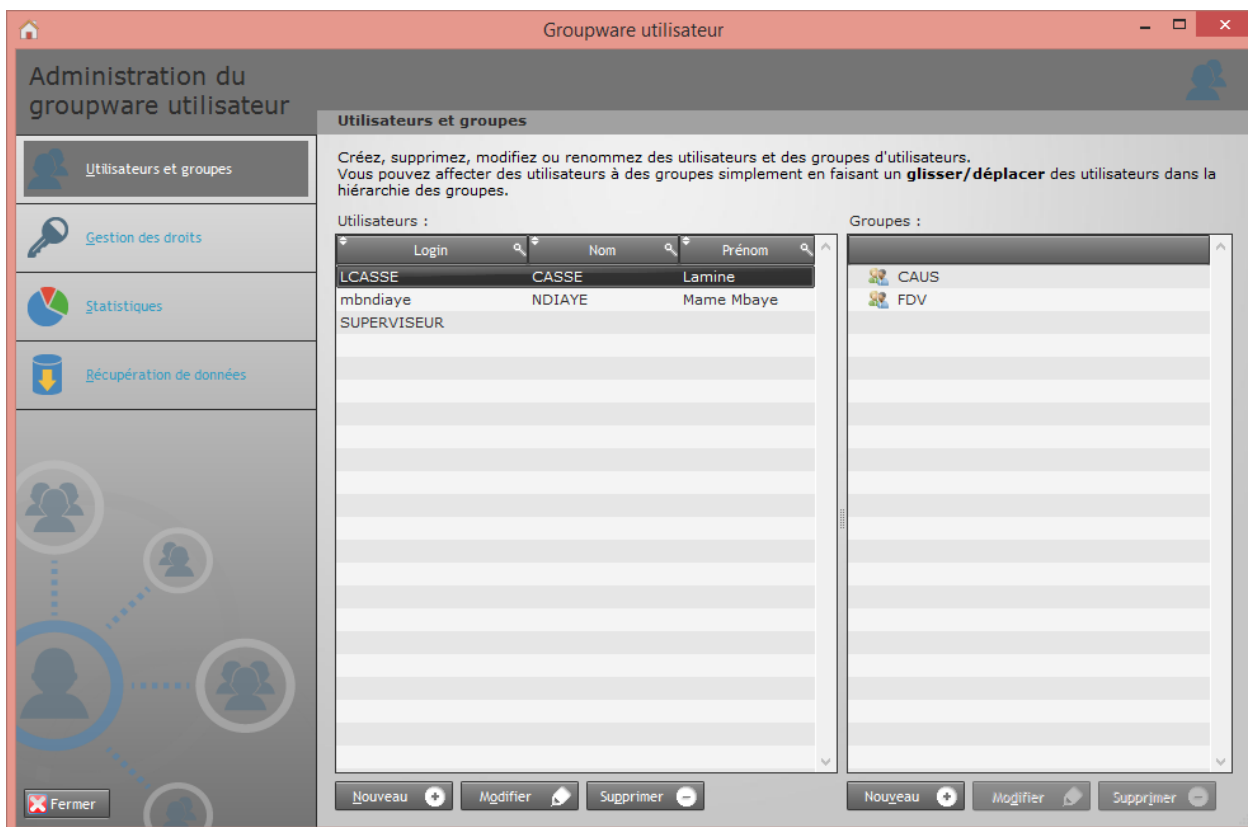 Groupware utilisateur
Administration du
groupware utilisateur
Utilisateurs et groupes
Gestion des droits
Statistiques
Récupération de données
Fermer
Utilisateurs et groupes
Créez, supprimez, modifiez ou renommez des utilisateurs et des groupes d'utilisateurs.
Vous pouvez affecter des utilisateurs à des groupes simplement en faisant un glisser/déplacer des utilisateurs dans la
hiérarchie des groupes.
Utilisateurs :
Login Nom Prénom
LCASSE CASSE Lamine
mbndiaye NDIAYE Mame Mbaye
SUPERVISEUR
Nouveau Modifier Supprimer
Groupes :
CAUS
FDV
Nouveau Modifier Supprimer